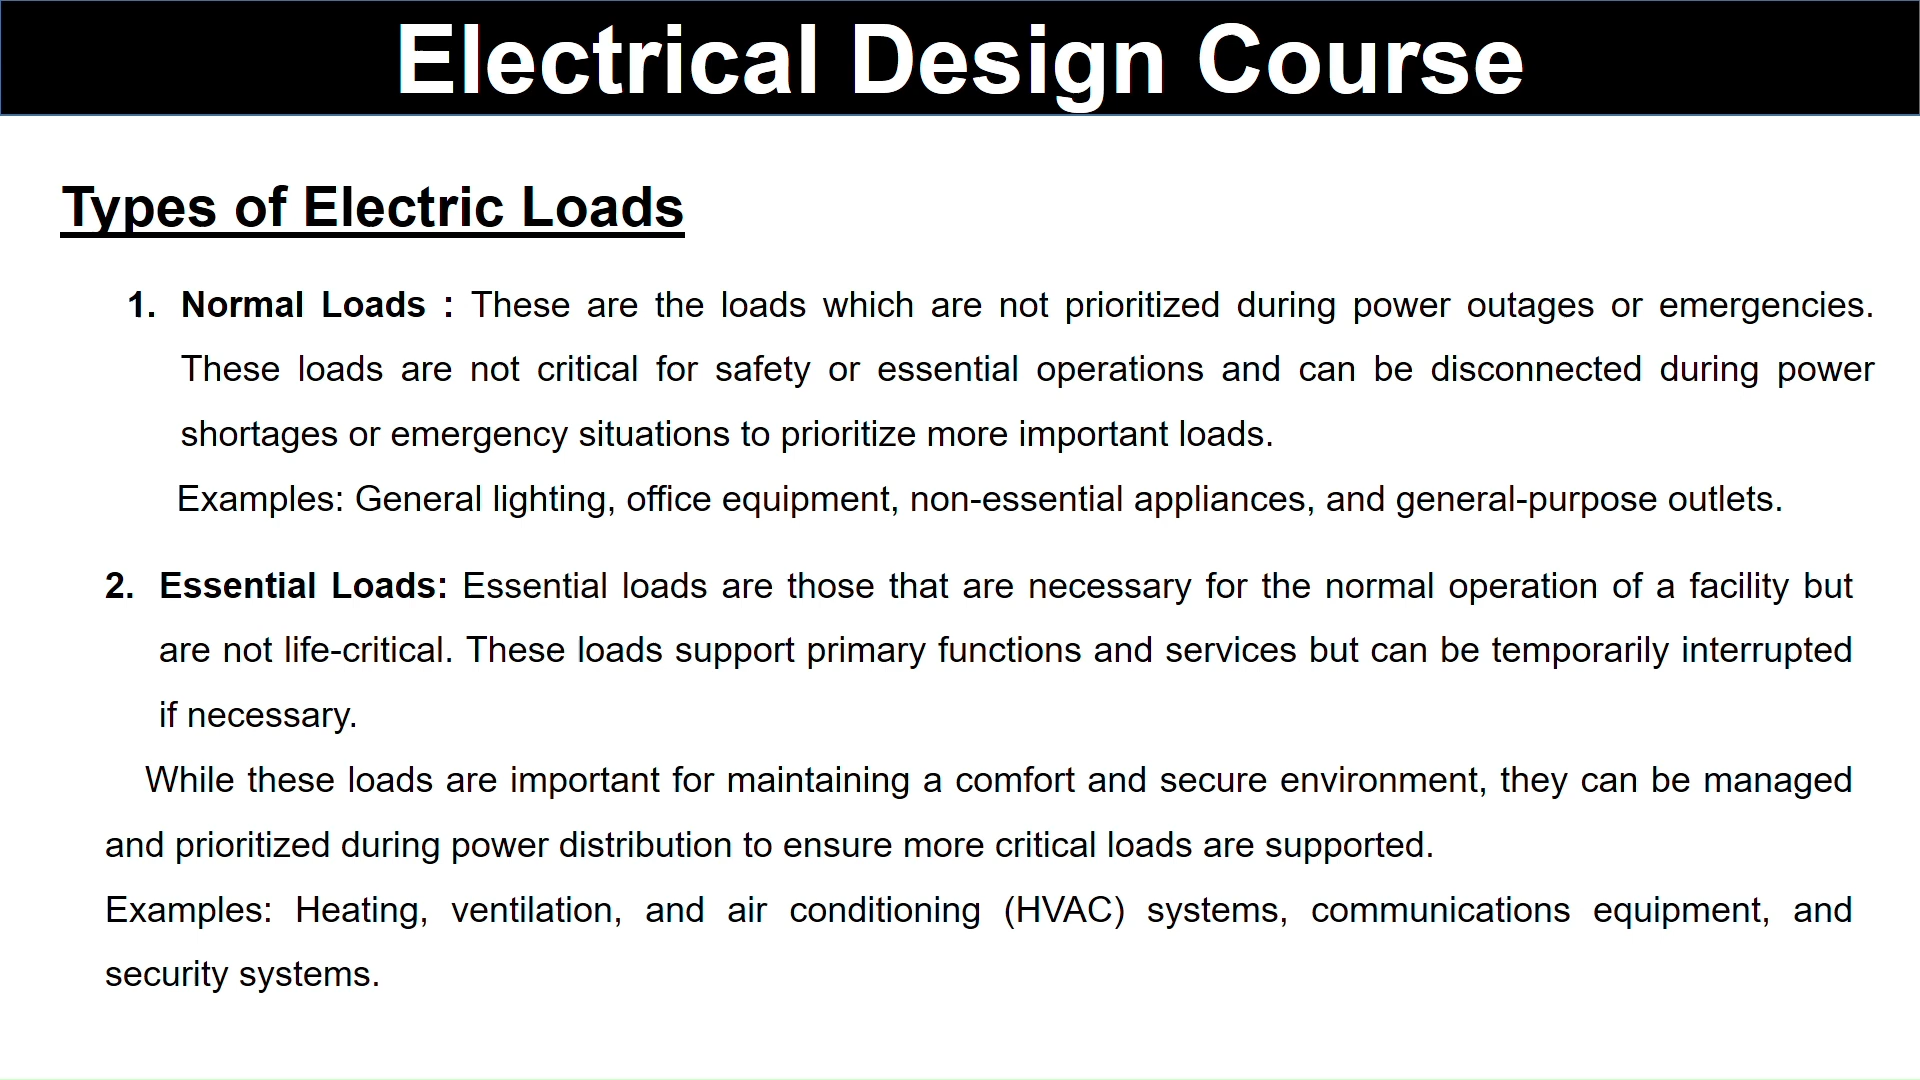 Electrical Design Course
Types of Electric Loads
1. Normal Loads : These are the loads which are not prioritized during power outages or emergencies.
These loads are not critical for safety or essential operations and can be disconnected during power
shortages or emergency situations to prioritize more important loads.
Examples: General lighting, office equipment, non-essential appliances, and general-purpose outlets.
2. Essential Loads: Essential loads are those that are necessary for the normal operation of a facility but
are not life-critical. These loads support primary functions and services but can be temporarily interrupted
if necessary.
While these loads are important for maintaining a comfort and secure environment, they can be managed
and prioritized during power distribution to ensure more critical loads are supported.
Examples: Heating, ventilation, and air conditioning (HVAC) systems, communications equipment, and
security systems.